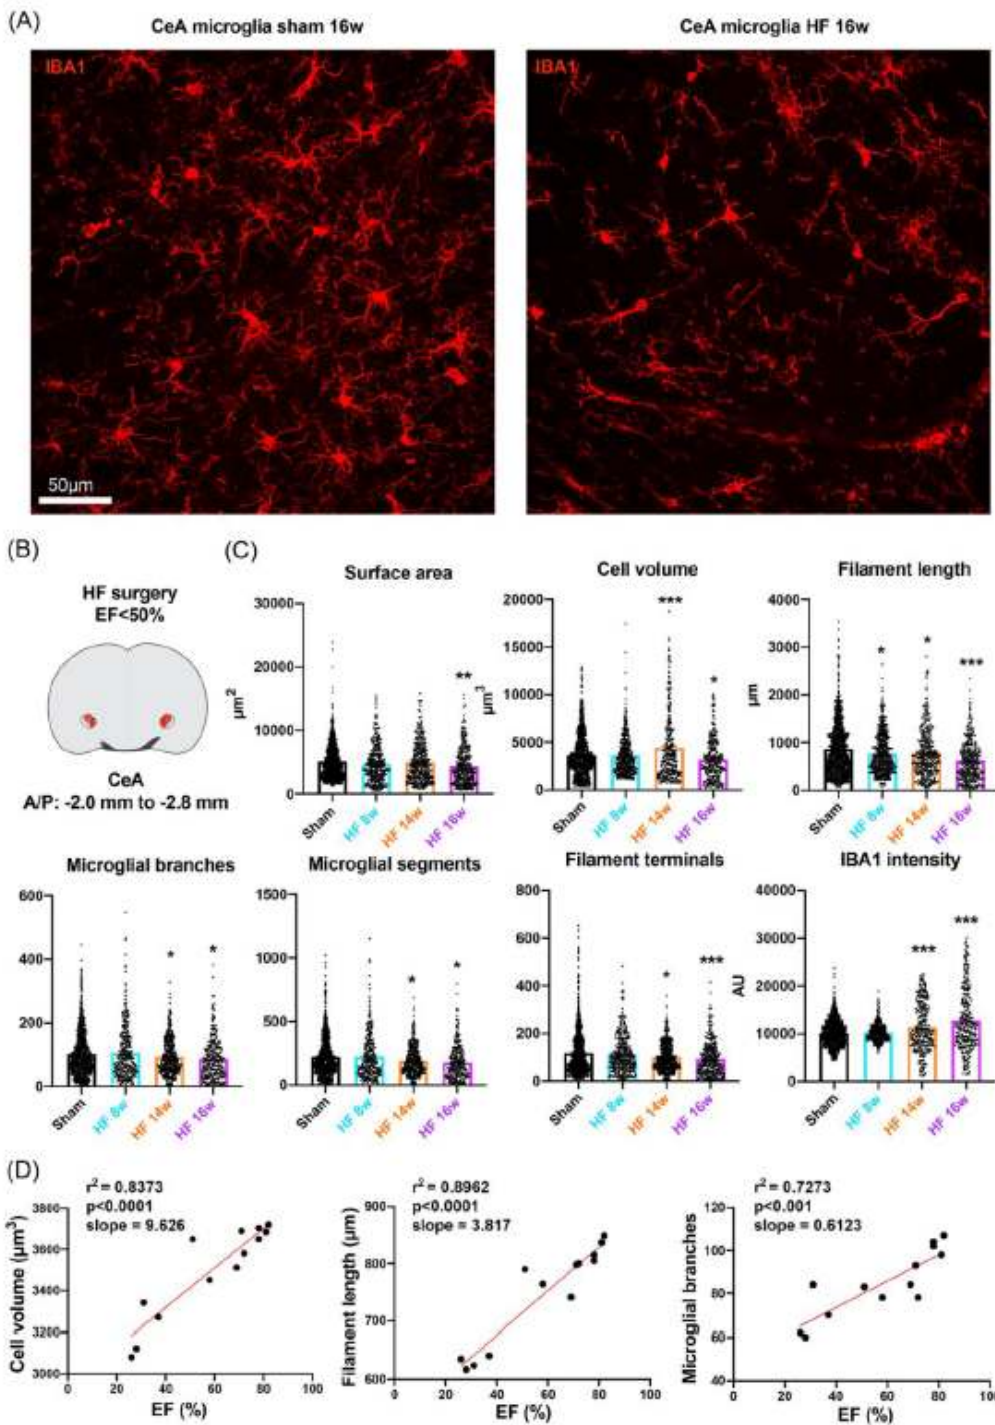 (A)
CeA microglia sham 16w
CeA microglia HF 16w
IBA1
IBA1
50µm
(B)
HF surgery
EF<50%
CeA
A/P: -2.0 mm to -2.8 mm
(C)
Surface area
µm²
30000
20000
10000
0
Sham
HF 8w
HF 14w
HF 16w
**
Cell volume
µm³
20000
15000
10000
5000
0
Sham
HF 8w
HF 14w
HF 16w
***
*
Filament length
µm
4000
3000
2000
1000
0
Sham
HF 8w
HF 14w
HF 16w
*
*
***
Microglial branches
600
400
200
0
Sham
HF 8w
HF 14w
HF 16w
*
*
Microglial segments
1500
1000
500
0
Sham
HF 8w
HF 14w
HF 16w
*
*
Filament terminals
800
600
400
200
0
Sham
HF 8w
HF 14w
HF 16w
*
***
IBA1 intensity
AU
40000
30000
20000
10000
0
Sham
HF 8w
HF 14w
HF 16w
***
***
(D)
r² = 0.8373
p<0.0001
slope = 9.626
Cell volume (µm³)
3800
3600
3400
3200
3000
0 20 40 60 80 100
EF (%)
r² = 0.8962
p<0.0001
slope = 3.817
Filament length (µm)
900
800
700
600
0 20 40 60 80 100
EF (%)
r² = 0.7273
p<0.001
slope = 0.6123
Microglial branches
120
100
80
60
40
0 20 40 60 80 100
EF (%)